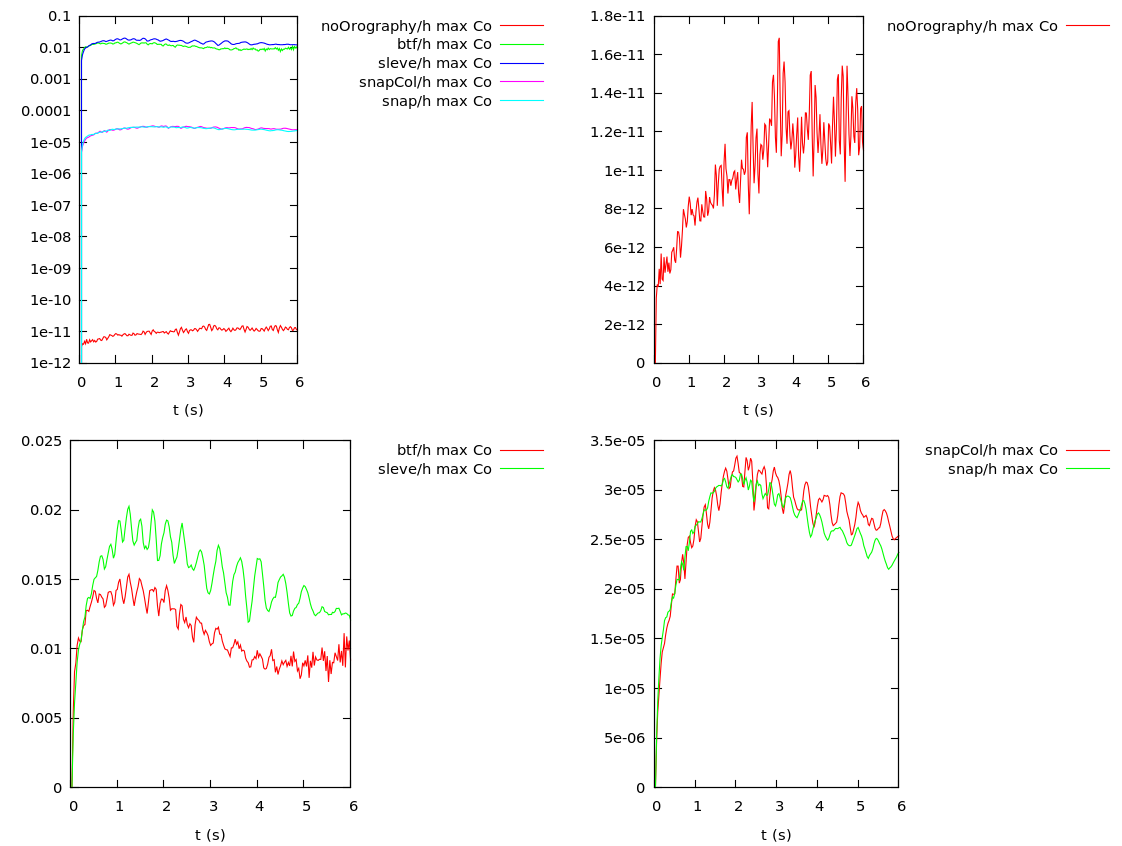 0.1
0.01
0.001
0.0001
1e-05
1e-06
1e-07
1e-08
1e-09
1e-10
1e-11
1e-12
0 1 2 3 4 5 6
t (s)
noOrography/h max Co
btf/h max Co
sleve/h max Co
snapCol/h max Co
snap/h max Co
1.8e-11
1.6e-11
1.4e-11
1.2e-11
1e-11
8e-12
6e-12
4e-12
2e-12
0
0 1 2 3 4 5 6
t (s)
noOrography/h max Co
0.025
0.02
0.015
0.01
0.005
0
0 1 2 3 4 5 6
t (s)
btf/h max Co
sleve/h max Co
3.5e-05
3e-05
2.5e-05
2e-05
1.5e-05
1e-05
5e-06
0
0 1 2 3 4 5 6
t (s)
snapCol/h max Co
snap/h max Co